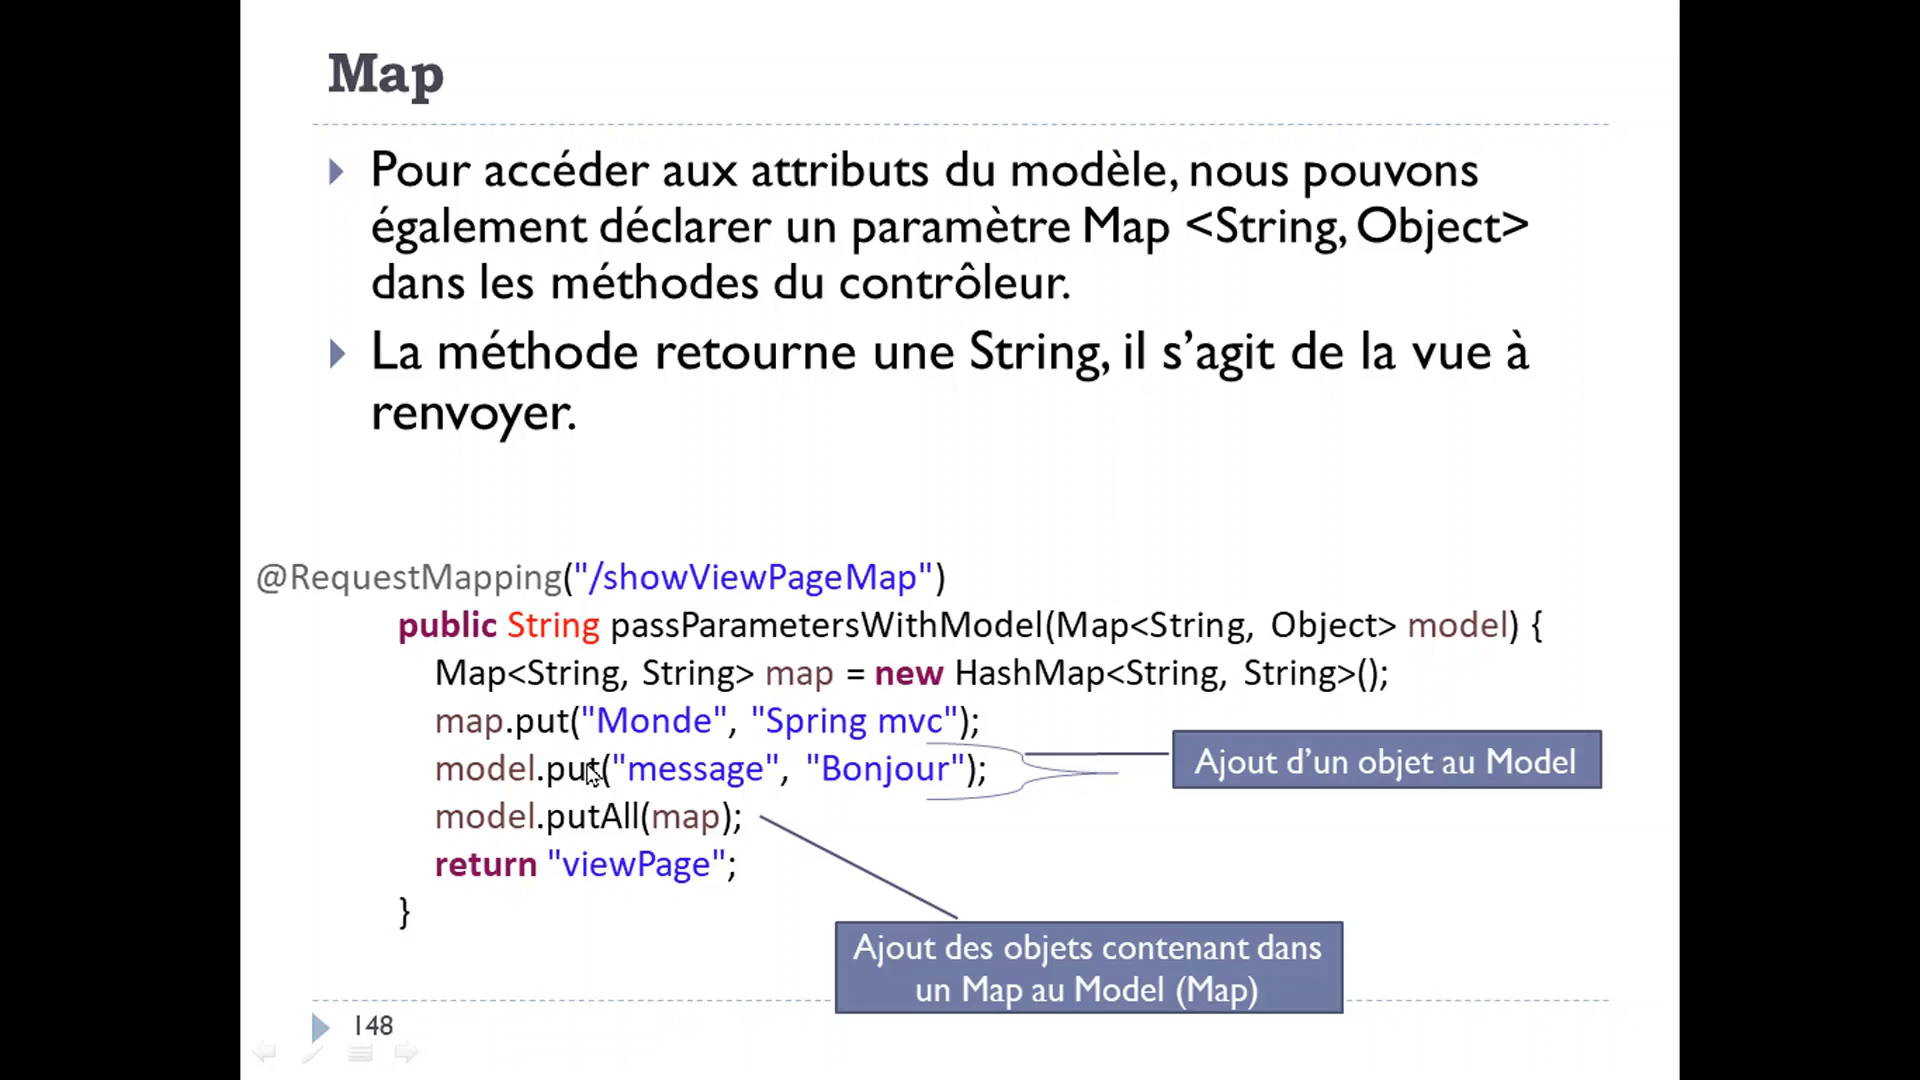 Map
Pour accéder aux attributs du modèle, nous pouvons
également déclarer un paramètre Map <String, Object>
dans les méthodes du contrôleur.
La méthode retourne une String, il s’agit de la vue à
renvoyer.
@RequestMapping("/showViewPageMap")
public String passParametersWithModel(Map<String, Object> model) {
Map<String, String> map = new HashMap<String, String>();
map.put("Monde", "Spring mvc");
model.put("message", "Bonjour");
Ajout d’un objet au Model
model.putAll(map);
return "viewPage";
}
Ajout des objets contenant dans
un Map au Model (Map)
148